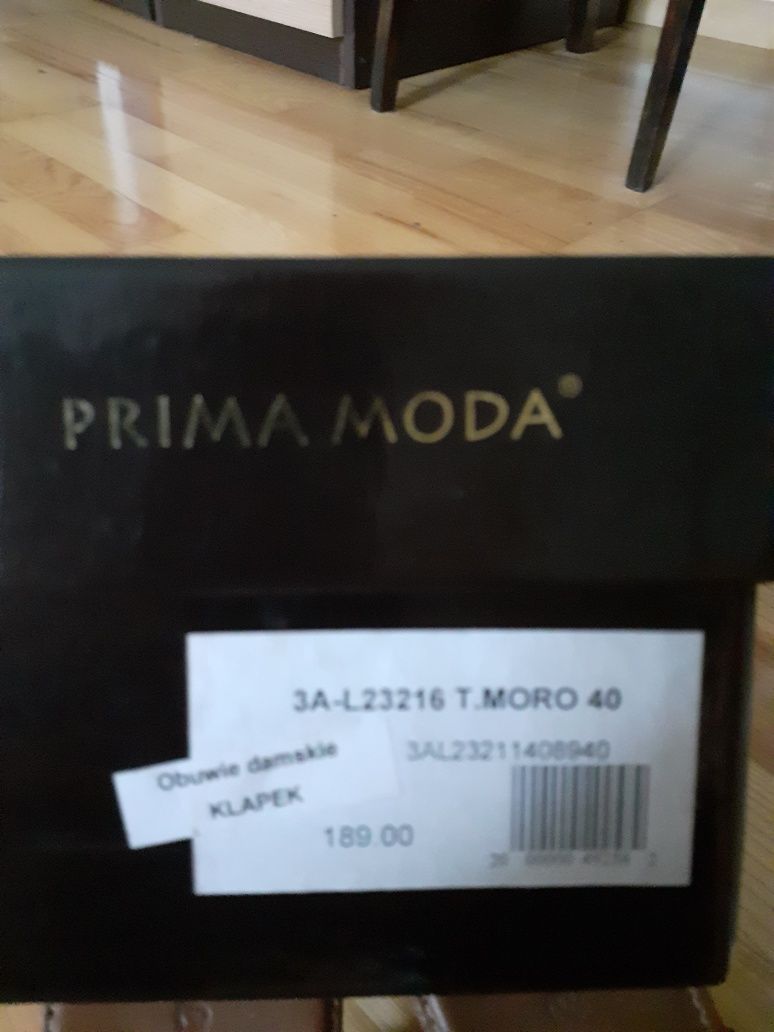 PRIMA MODA®
3A-L23216 T.MORO 40
3AL23211408940
Obuwie damskie
KLAPEK
189.00